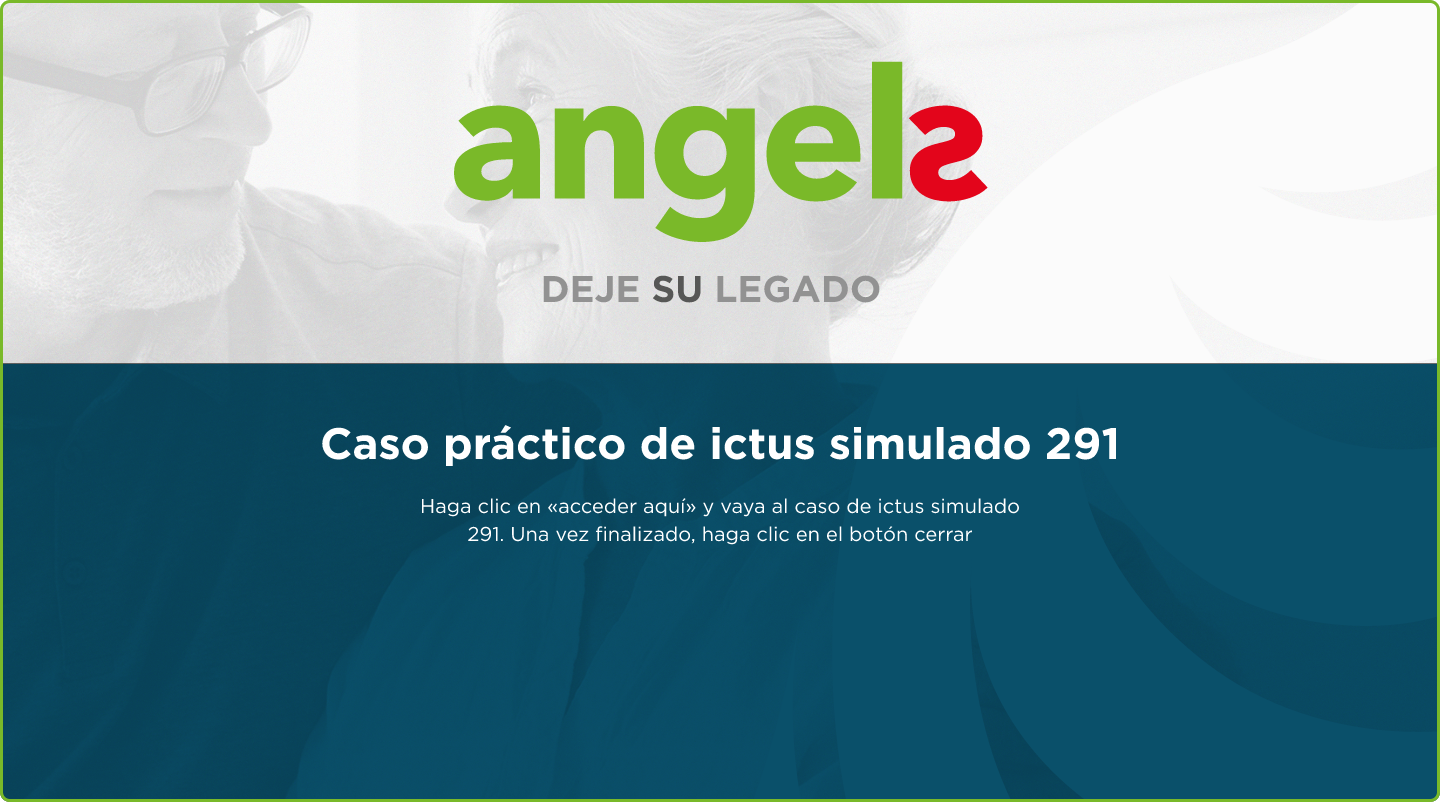 angels
DEJE SU LEGADO
Caso práctico de ictus simulado 291
Haga clic en «acceder aquí» y vaya al caso de ictus simulado
291. Una vez finalizado, haga clic en el botón cerrar